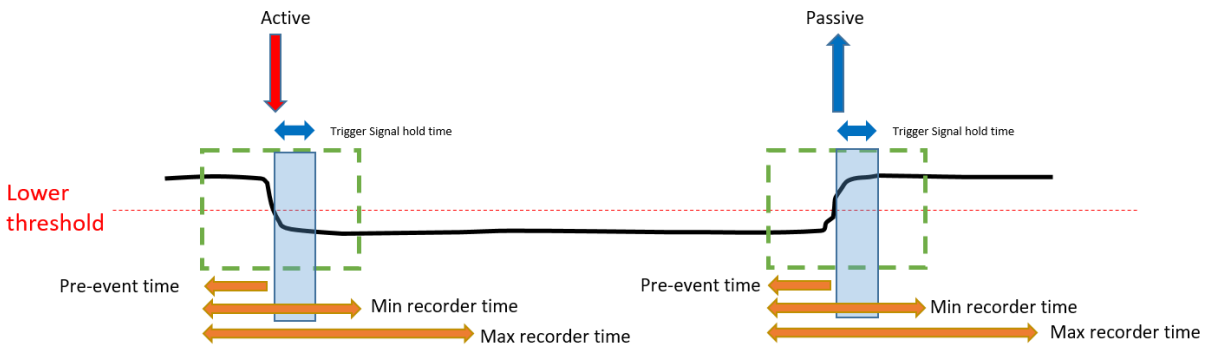 Active
Passive
Trigger Signal hold time
Trigger Signal hold time
Lower
threshold
Pre-event time
Pre-event time
Min recorder time
Min recorder time
Max recorder time
Max recorder time